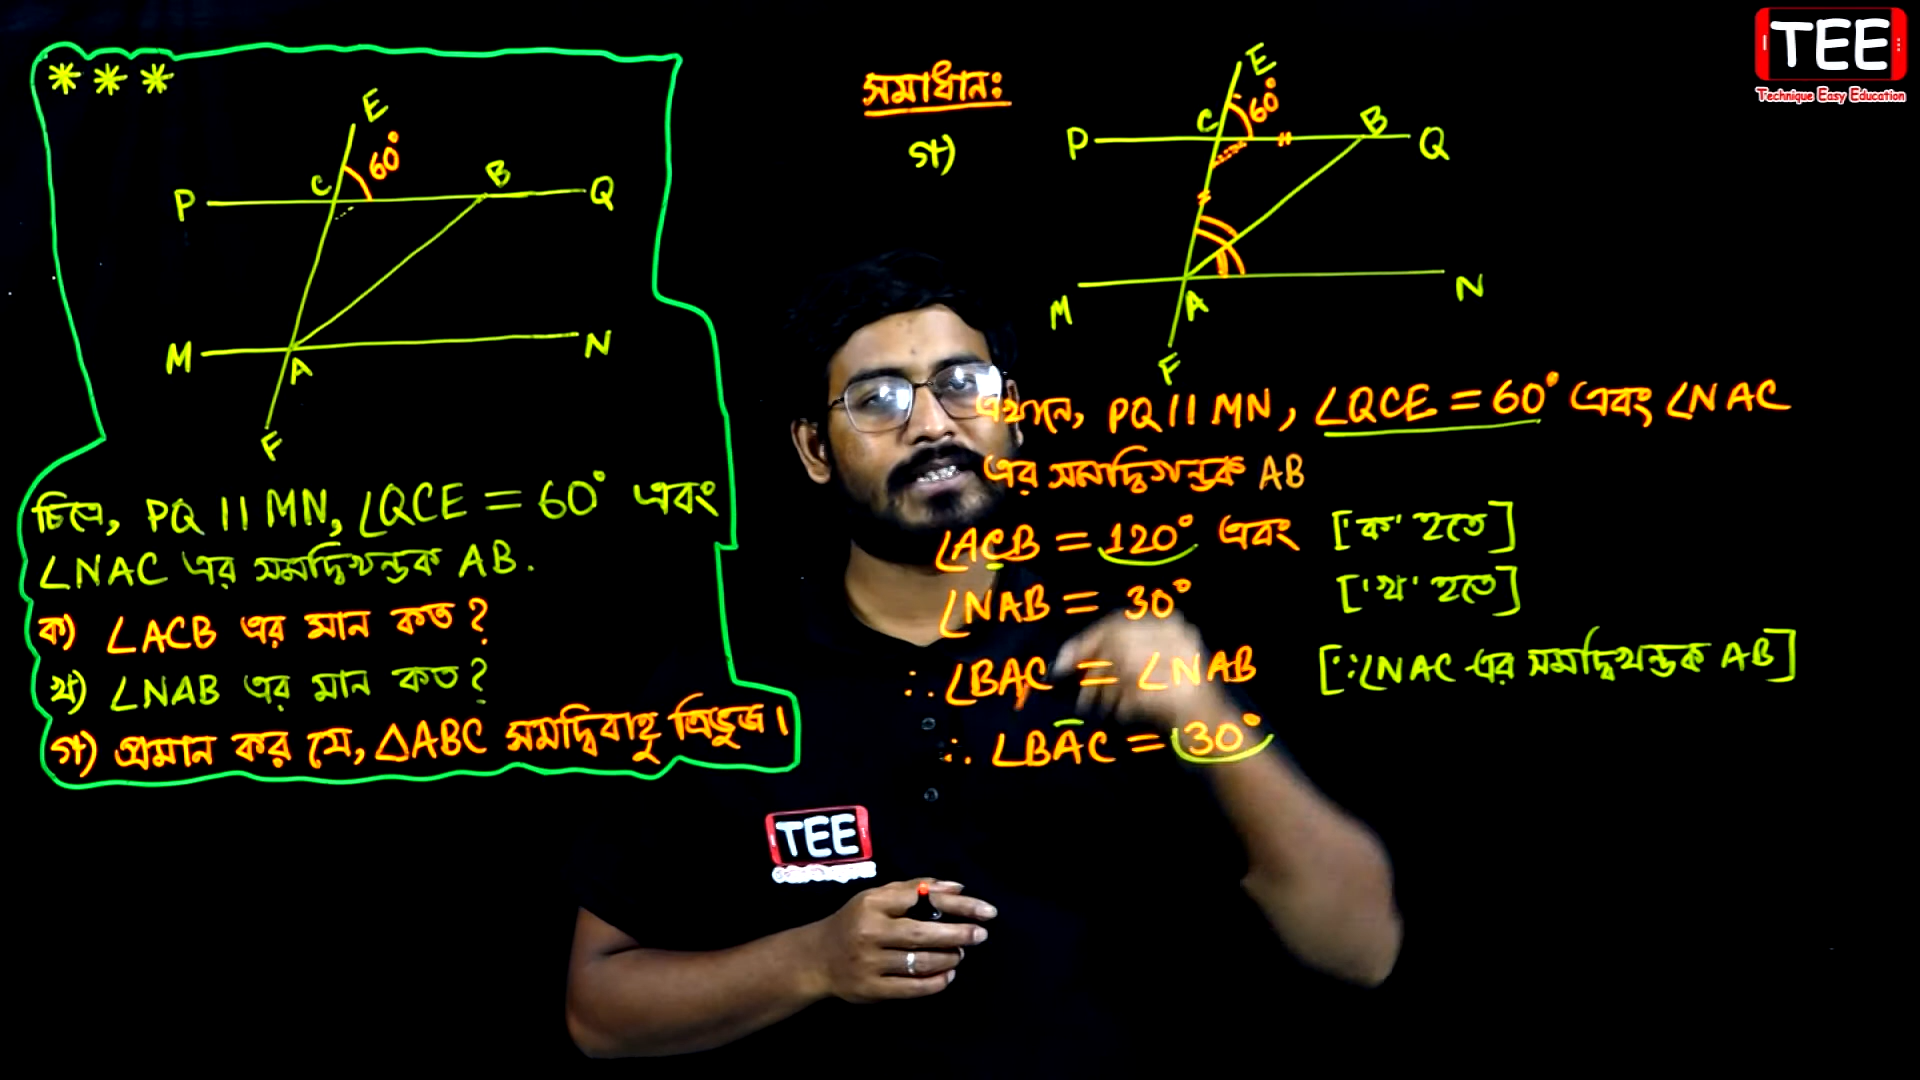 ***
E
60°
C
B
P
Q
M
A
N
F
চিত্রে, PQ || MN, ∠QCE = 60° এবং
∠NAC এর সমদ্বিখন্ডক AB.
ক) ∠ACB এর মান কত?
খ) ∠NAB এর মান কত?
গ) প্রমান কর যে, △ABC সমদ্বিবাহু ত্রিভুজ।
সমাধানঃ
গ)
E
60°
C
B
P
Q
M
A
N
F
এখানে, PQ || MN, ∠QCE = 60° এবং ∠NAC
এর সমদ্বিখন্ডক AB
∠ACB = 120° এবং ['ক' হতে]
∠NAB = 30° ['খ' হতে]
∴ ∠BAC = ∠NAB [∵∠NAC এর সমদ্বিখন্ডক AB]
∴ ∠BAC = 30°
TEE
Technique Easy Education
TEE